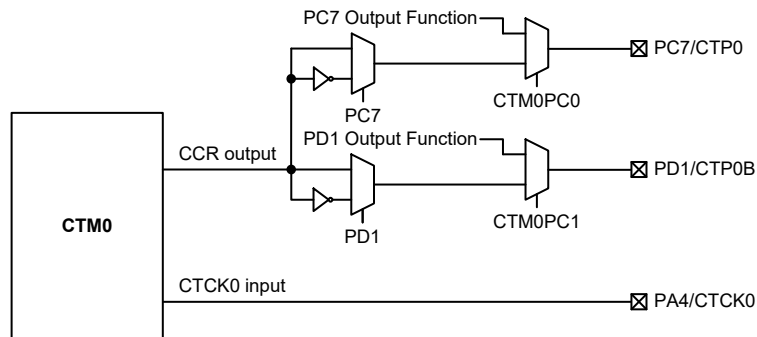 PC7 Output Function
PC7/CTP0
PC7
CTM0PC0
PD1 Output Function
CCR output
PD1/CTP0B
CTM0
PD1
CTM0PC1
CTCK0 input
PA4/CTCK0